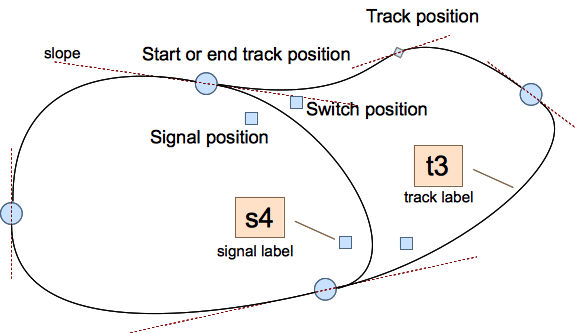 Track position
slope
Start or end track position
Switch position
Signal position
t3
track label
s4
signal label